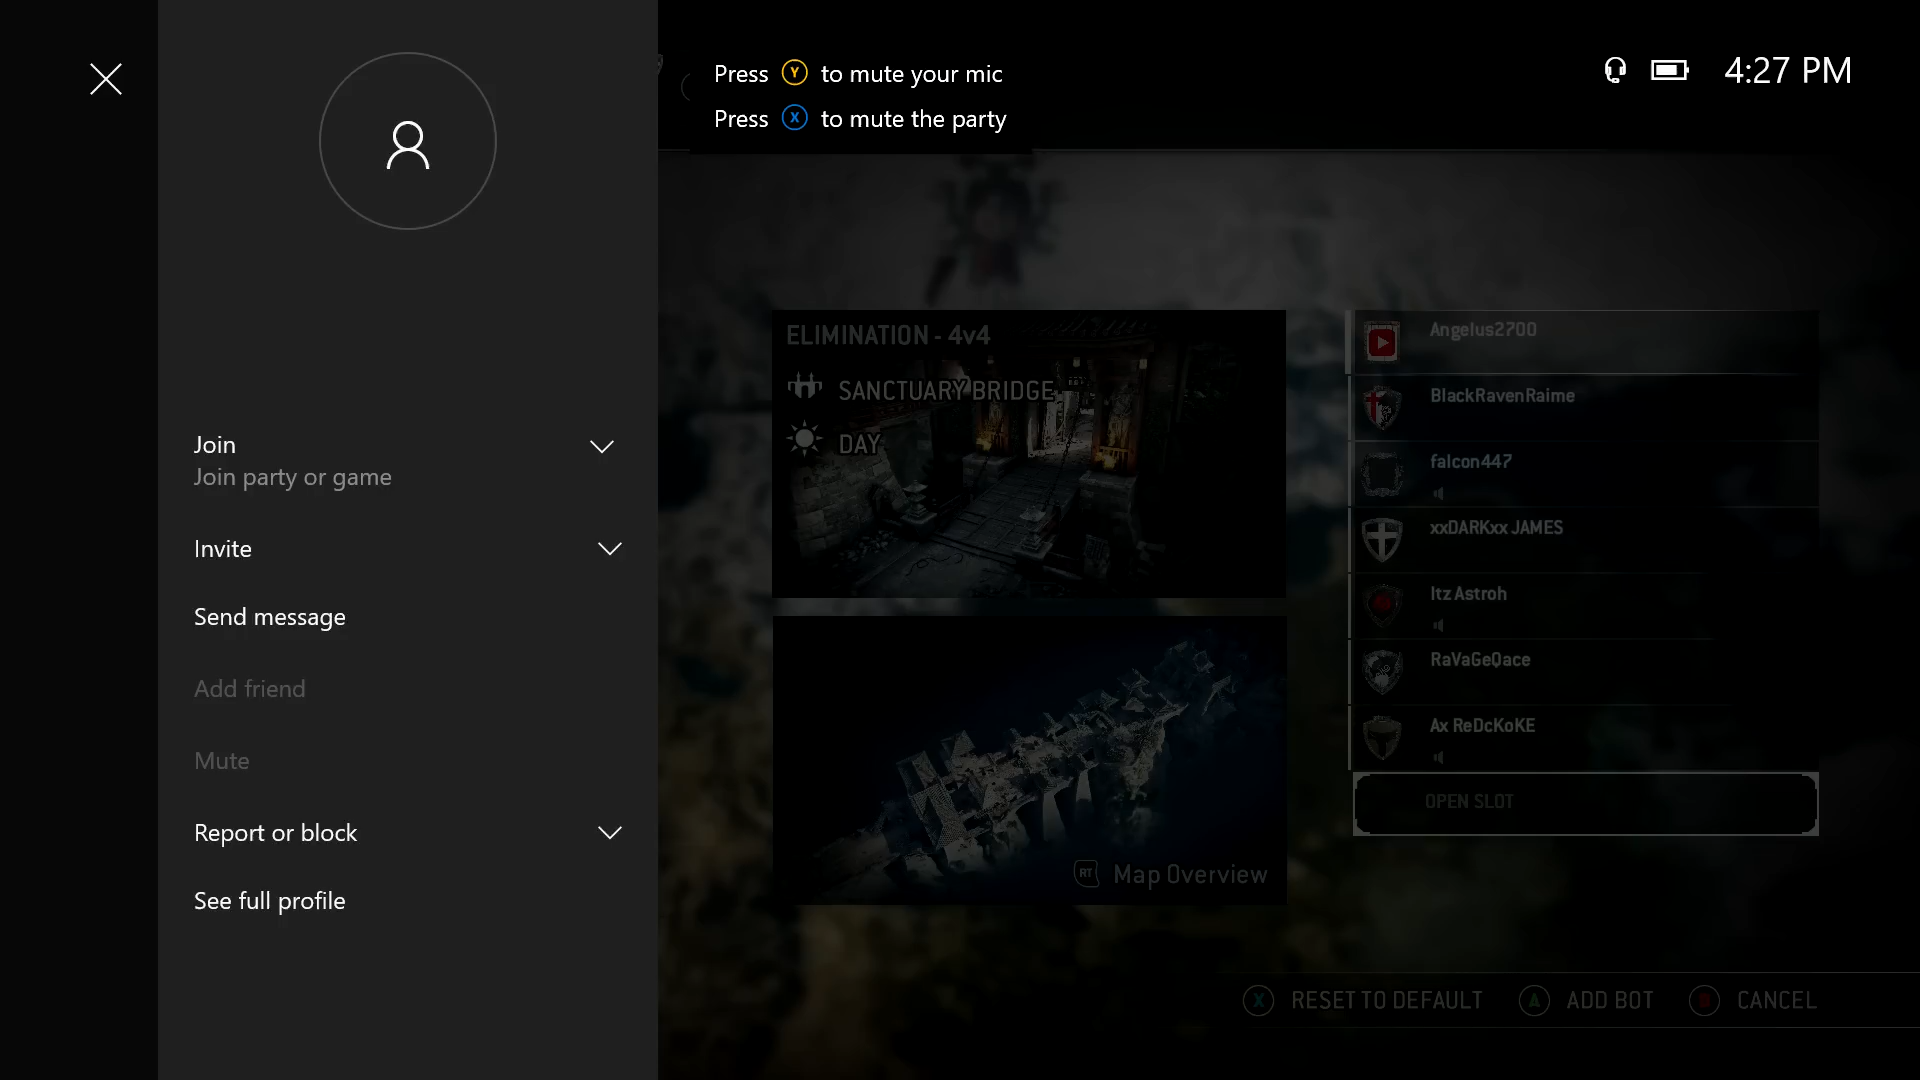 Press Y to mute your mic
Press X to mute the party
4:27 PM
Join
Join party or game
Invite
Send message
Add friend
Mute
Report or block
See full profile
ELIMINATION - 4v4
SANCTUARY BRIDGE
DAY
RT Map Overview
Angelus2700
BlackRavenRaime
falcon447
xxDARKxx JAMES
Itz Astroh
RaVaGeQace
Ax ReDcKoKE
OPEN SLOT
X RESET TO DEFAULT A ADD BOT B CANCEL